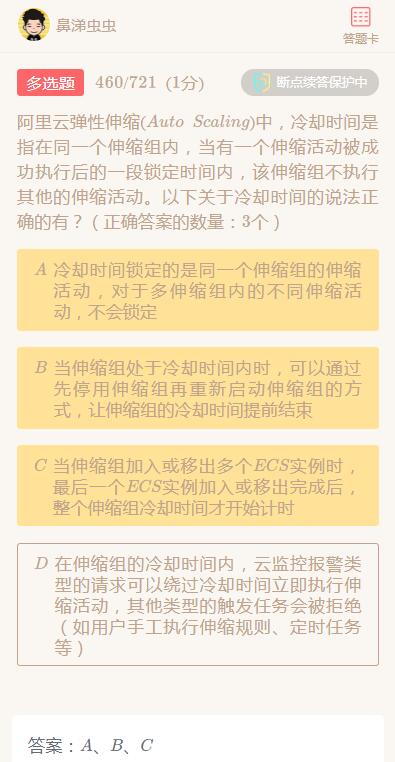 鼻涕虫虫
答题卡
多选题 460/721 (1分) 断点续答保护中
阿里云弹性伸缩(Auto Scaling)中，冷却时间是
指在同一个伸缩组内，当有一个伸缩活动被成
功执行后的一段锁定时间内，该伸缩组不执行
其他的伸缩活动。以下关于冷却时间的说法正
确的有？（正确答案的数量：3个）
A 冷却时间锁定的是同一个伸缩组的伸缩
活动，对于多伸缩组内的不同伸缩活
动，不会锁定
B 当伸缩组处于冷却时间内时，可以通过
先停用伸缩组再重新启动伸缩组的方
式，让伸缩组的冷却时间提前结束
C 当伸缩组加入或移出多个ECS实例时，
最后一个ECS实例加入或移出完成后，
整个伸缩组冷却时间才开始计时
D 在伸缩组的冷却时间内，云监控报警类
型的请求可以绕过冷却时间立即执行伸
缩活动，其他类型的触发任务会被拒绝
（如用户手工执行伸缩规则、定时任务
等）
答案：A、B、C